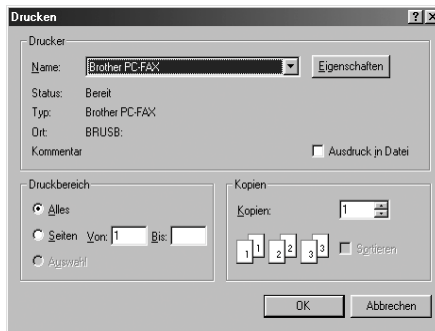 Drucken
Drucker
Name: Brother PC-FAX Eigenschaften
Status: Bereit
Typ: Brother PC-FAX
Ort: BRUSB:
Kommentar Ausdruck in Datei
Druckbereich
Alles
Seiten Von: 1 Bis:
Auswahl
Kopien
Kopien: 1
1 1 2 2 3 3 Sortieren
OK Abbrechen